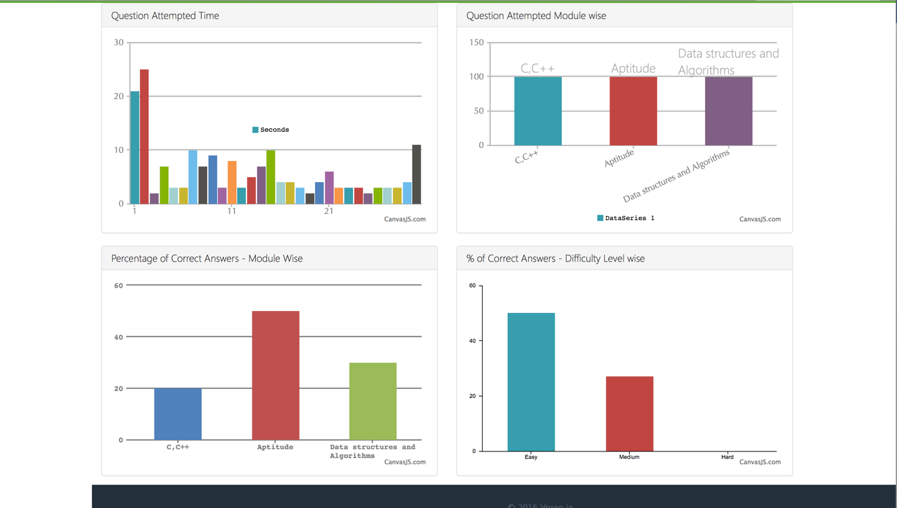 Question Attempted Time
30
20
10
0
Seconds
1
11
21
CanvasJS.com
Question Attempted Module wise
150
100
50
0
C,C++
Aptitude
Data structures and
Algorithms
C,C++
Aptitude
Data structures and Algorithms
DataSeries 1
CanvasJS.com
Percentage of Correct Answers - Module Wise
60
40
20
0
C,C++
Aptitude
Data structures and
Algorithms
CanvasJS.com
% of Correct Answers - Difficulty Level wise
60
40
20
0
Easy
Medium
Hard
CanvasJS.com
© 2016